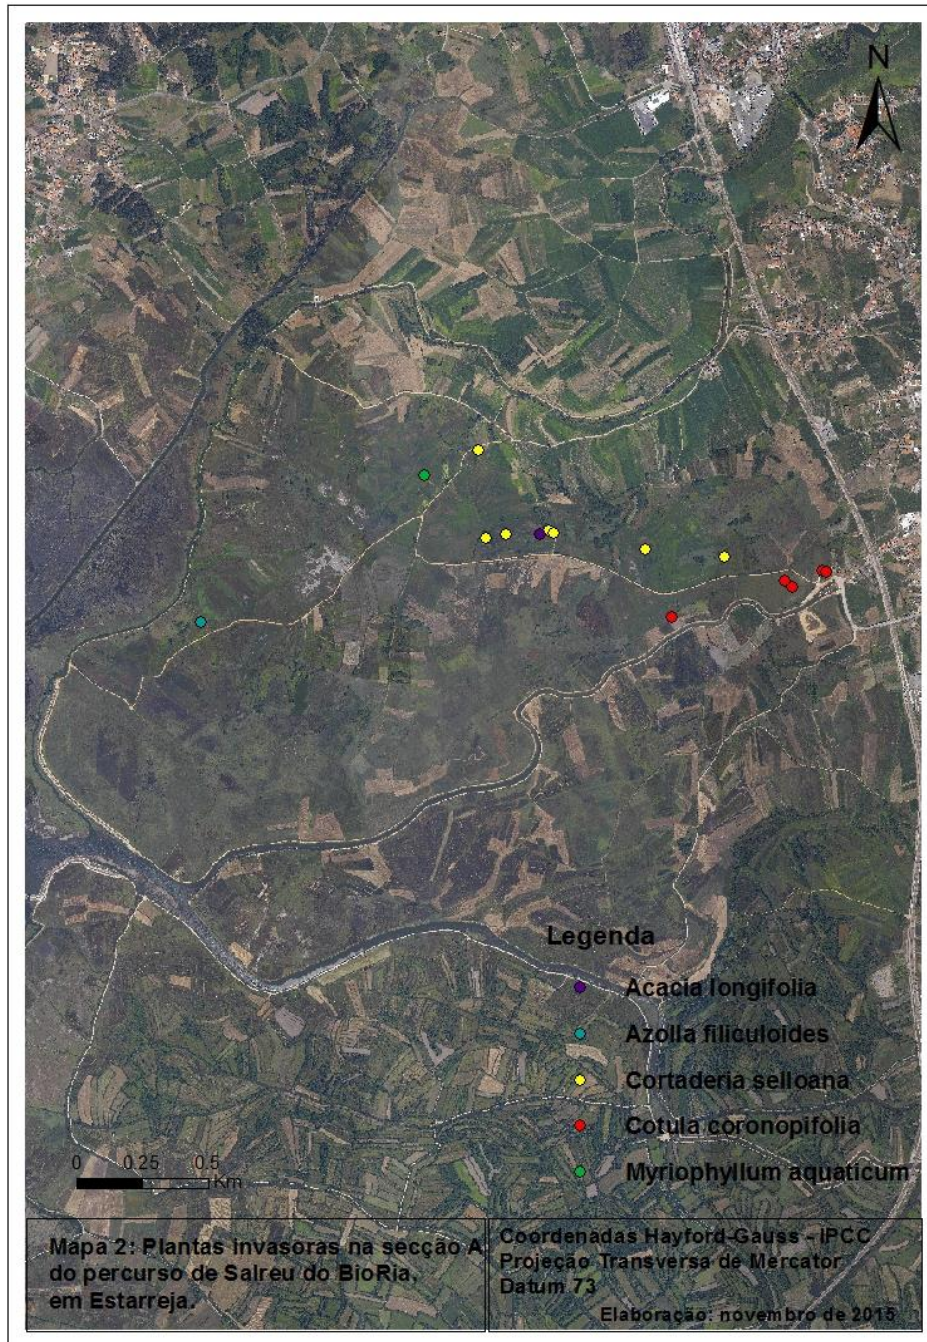 N
Legenda
Acacia longifolia
Azolla filiculoides
Cortaderia selloana
Cotula coronopifolia
Myriophyllum aquaticum
0 0.25 0.5
Km
Mapa 2: Plantas invasoras na secção A
do percurso de Salreu do BioRia,
em Estarreja.
Coordenadas Hayford-Gauss - IPCC
Projeção Transversa de Mercator
Datum 73
Elaboração: novembro de 2015